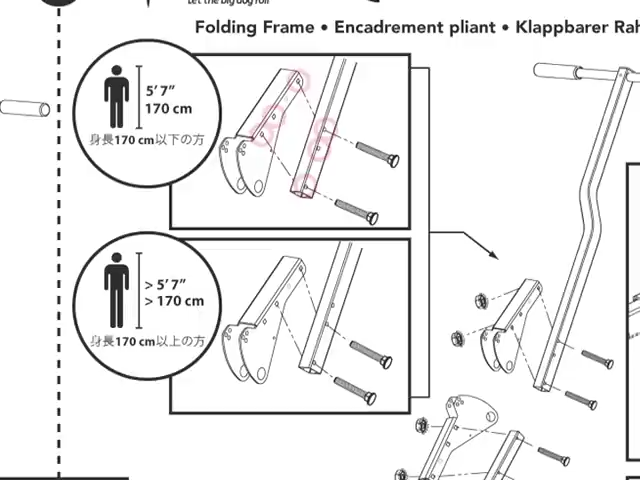 Let the big dog roll
Folding Frame • Encadrement pliant • Klappbarer Rah
5' 7"
170 cm
身長170 cm以下の方
> 5' 7"
> 170 cm
身長170 cm以上の方